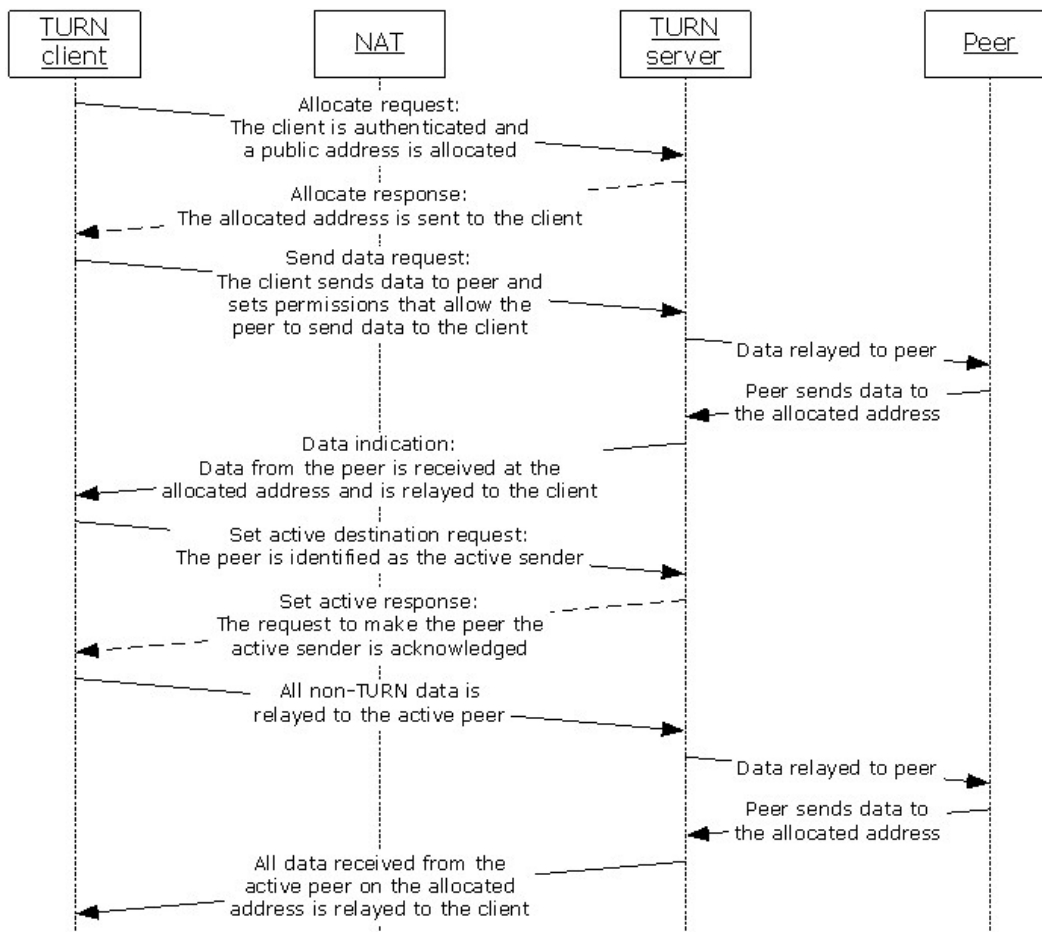 TURN
client
NAT
TURN
server
Peer
Allocate request:
The client is authenticated and
a public address is allocated
Allocate response:
The allocated address is sent to the client
Send data request:
The client sends data to peer and
sets permissions that allow the
peer to send data to the client
Data relayed to peer
Peer sends data to
the allocated address
Data indication:
Data from the peer is received at the
allocated address and is relayed to the client
Set active destination request:
The peer is identified as the active sender
Set active response:
The request to make the peer the
active sender is acknowledged
All non-TURN data is
relayed to the active peer
Data relayed to peer
Peer sends data to
the allocated address
All data received from the
active peer on the allocated
address is relayed to the client